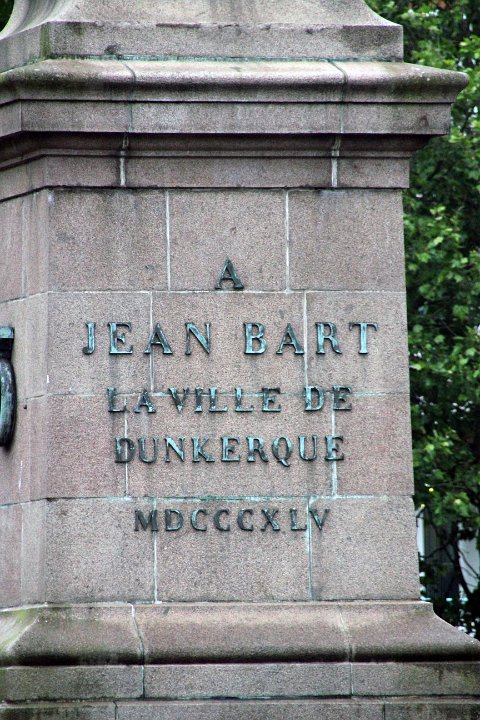 A
JEAN BART
LA VILLE DE
DUNKERQUE
MDCCCXLV